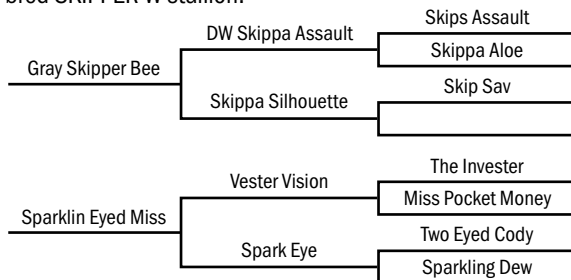 bred SKIPPER W stallion.
Skips Assault
DW Skippa Assault
Skippa Aloe
Gray Skipper Bee
Skip Sav
Skippa Silhouette
The Invester
Vester Vision
Miss Pocket Money
Sparklin Eyed Miss
Two Eyed Cody
Spark Eye
Sparkling Dew